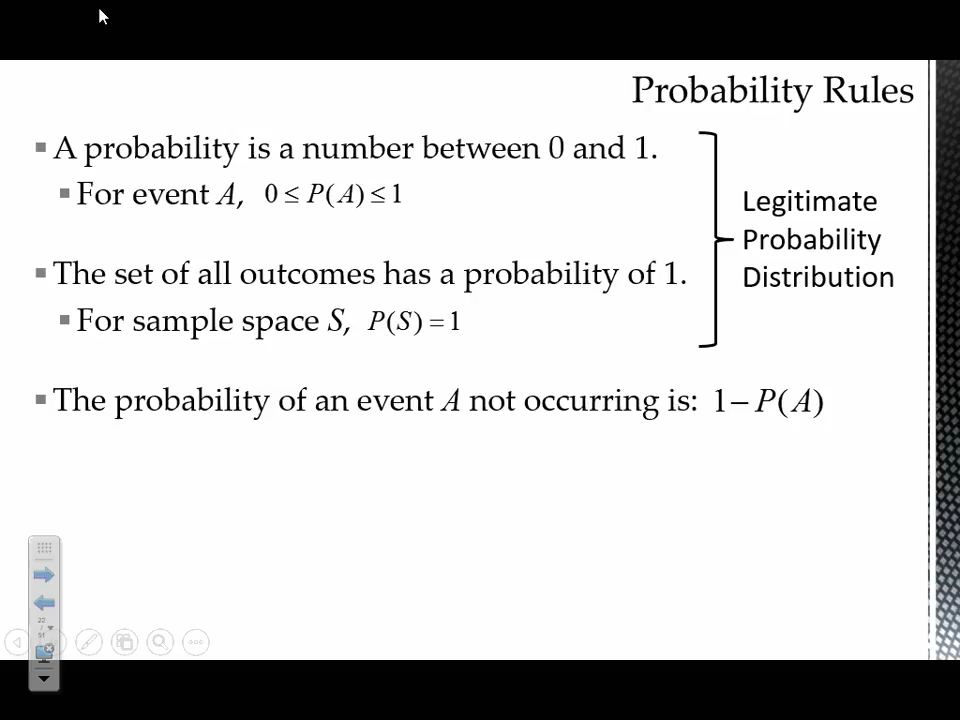 Probability Rules
A probability is a number between 0 and 1.
For event A, 0 ≤ P(A) ≤ 1
The set of all outcomes has a probability of 1.
For sample space S, P(S) = 1
Legitimate
Probability
Distribution
The probability of an event A not occurring is: 1 − P(A)
22
/
51